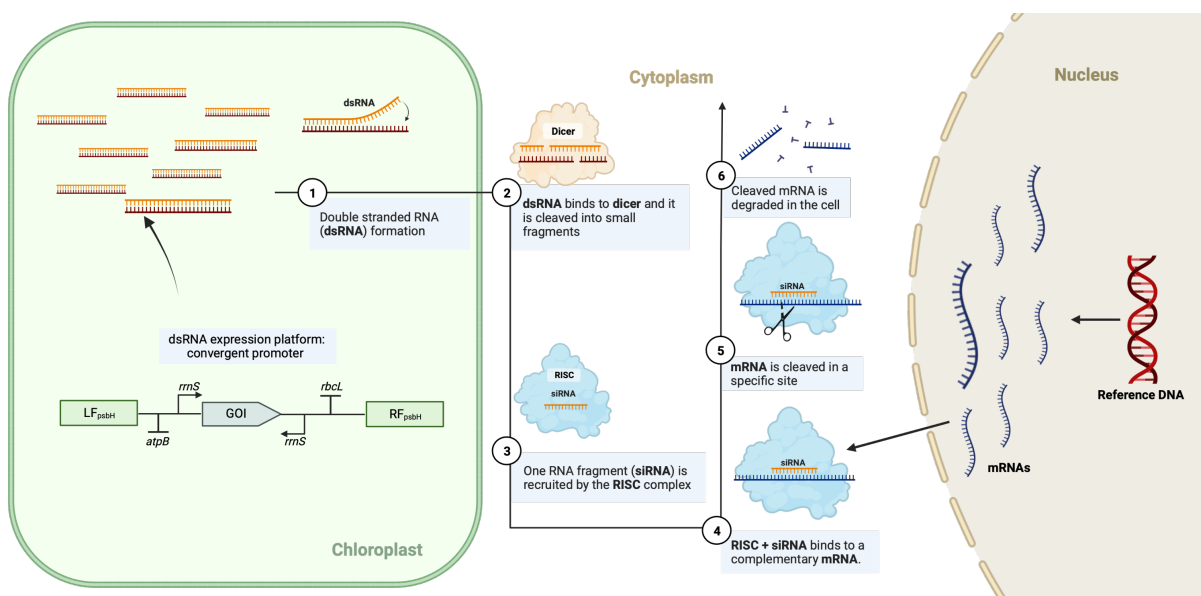 Cytoplasm
Nucleus
dsRNA
Dicer
1
Double stranded RNA
(dsRNA) formation
2
dsRNA binds to dicer and it
is cleaved into small
fragments
dsRNA expression platform:
convergent promoter
LFpsbH
rrnS
atpB
GOI
rrnS
rbcL
RFpsbH
Chloroplast
RISC
siRNA
3
One RNA fragment (siRNA) is
recruited by the RISC complex
siRNA
4
RISC + siRNA binds to a
complementary mRNA.
siRNA
5
mRNA is cleaved in a
specific site
6
Cleaved mRNA is
degraded in the cell
Reference DNA
mRNAs